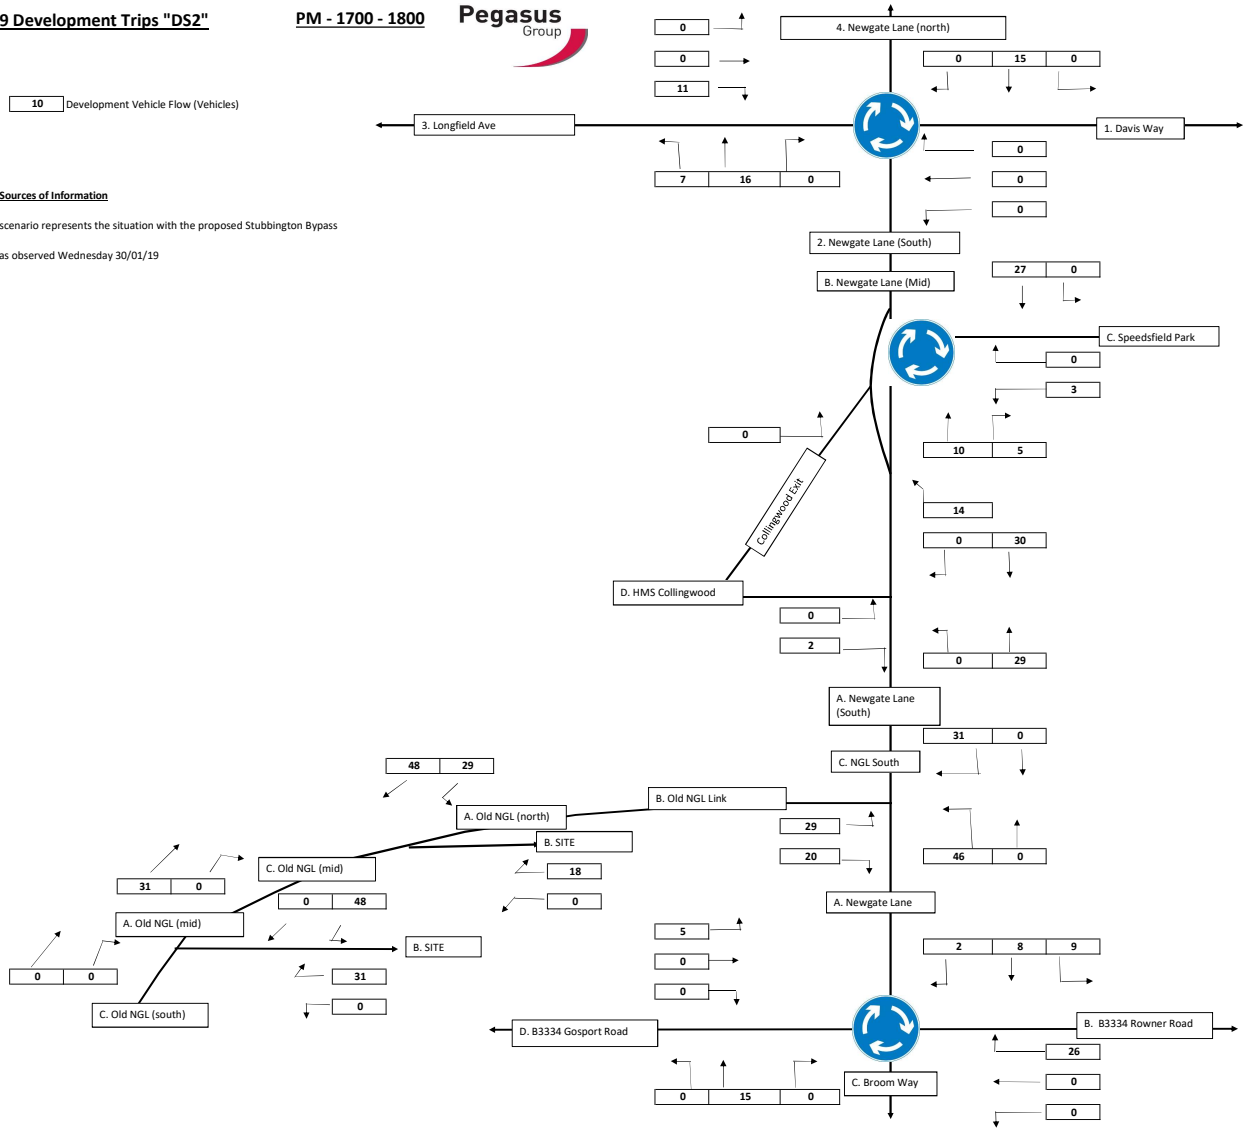 9 Development Trips "DS2"
PM - 1700 - 1800
Pegasus
Group
0
4. Newgate Lane (north)
0
0 15 0
11
10 Development Vehicle Flow (Vehicles)
3. Longfield Ave
1. Davis Way
0
7 16 0
0
Sources of Information
0
scenario represents the situation with the proposed Stubbington Bypass
2. Newgate Lane (South)
as observed Wednesday 30/01/19
27 0
B. Newgate Lane (Mid)
C. Speedsfield Park
0
3
0
10 5
Collingwood Exit
14
0 30
D. HMS Collingwood
0
2
0 29
A. Newgate Lane
(South)
31 0
C. NGL South
48 29
B. Old NGL Link
A. Old NGL (north)
29
B. SITE
20
46 0
C. Old NGL (mid)
18
31 0
0 48
0
A. Old NGL (mid)
A. Newgate Lane
5
B. SITE
2 8 9
0
0 0
31
0
0
C. Old NGL (south)
D. B3334 Gosport Road
B. B3334 Rowner Road
26
C. Broom Way
0
0 15 0
0